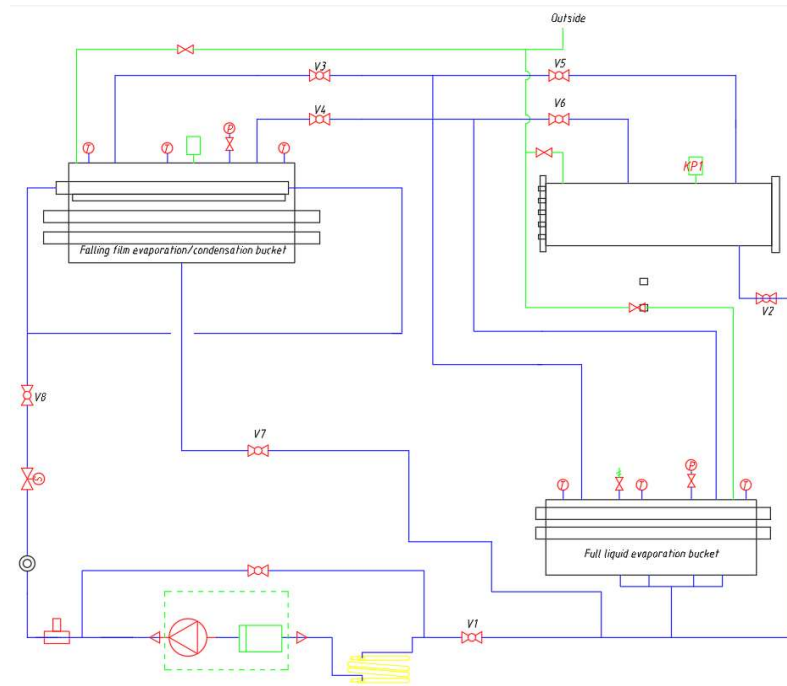 Outside
V3
V5
V4
V6
P
T
T
T
KP1
Falling film evaporation/condensation bucket
V2
V8
V7
S
P
T
T
T
Full liquid evaporation bucket
V1